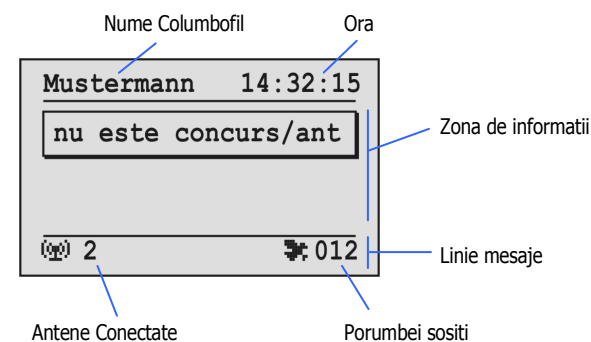 Nume Columbofil Ora
Mustermann 14:32:15
nu este concurs/ant
Zona de informatii
2 012
Linie mesaje
Antene Conectate Porumbei sositi